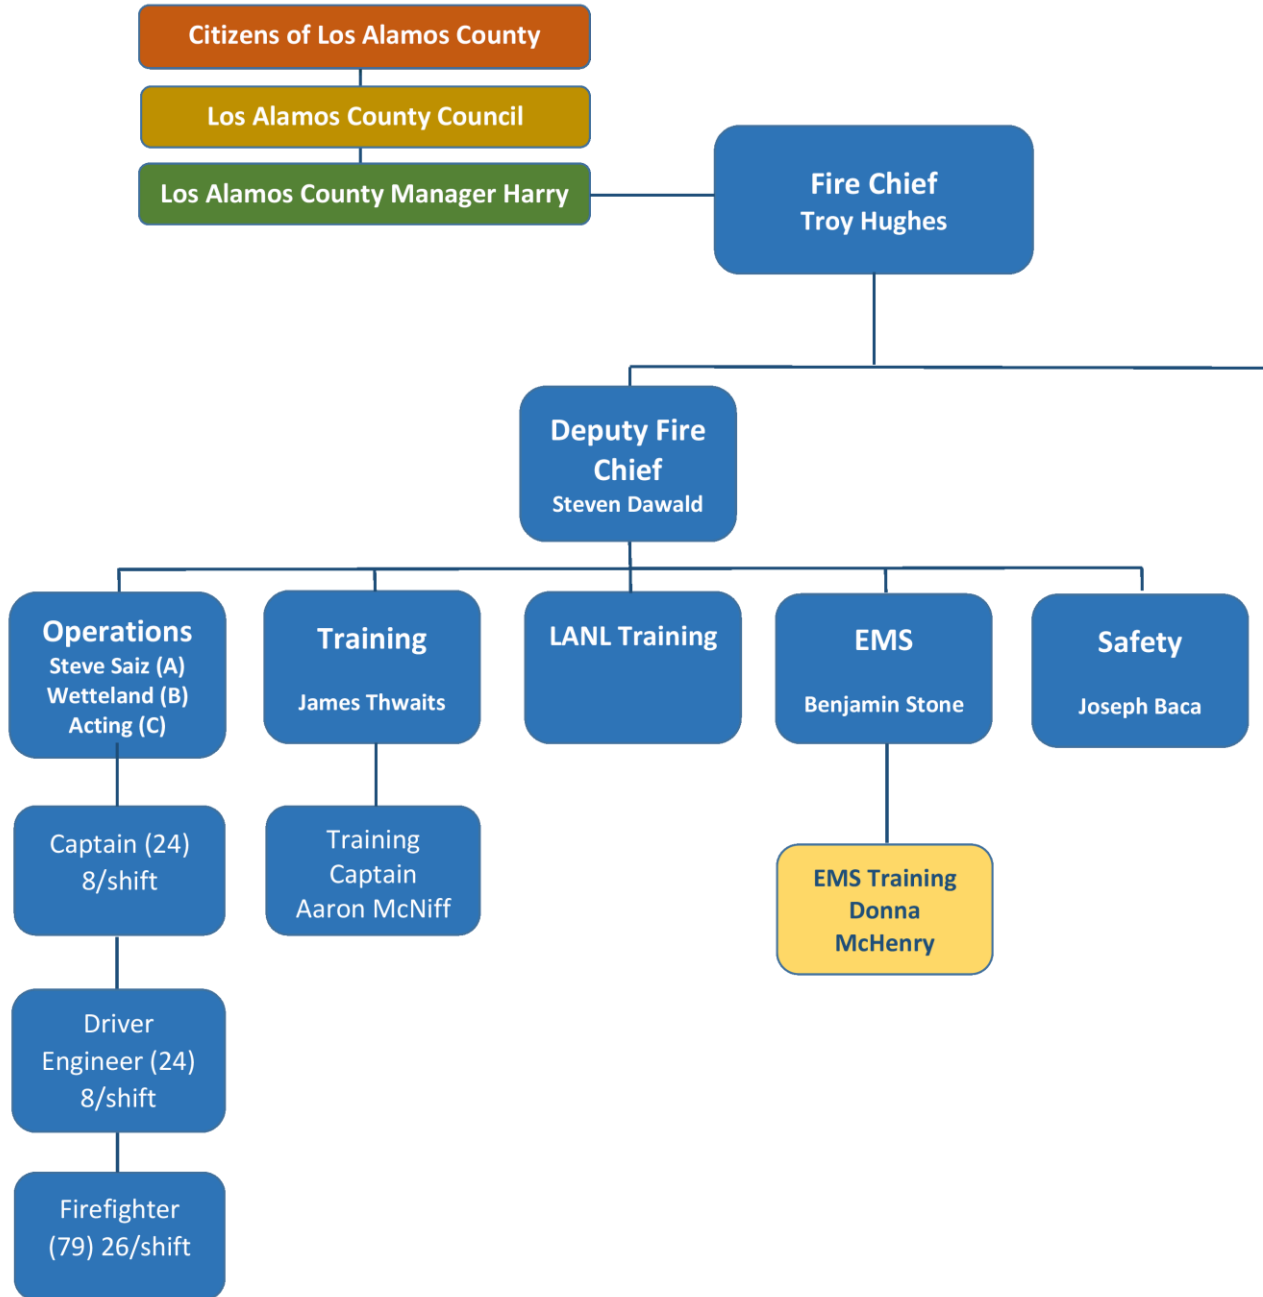 Citizens of Los Alamos County
Los Alamos County Council
Los Alamos County Manager Harry
Fire Chief
Troy Hughes
Deputy Fire
Chief
Steven Dawald
Operations
Steve Saiz (A)
Wetteland (B)
Acting (C)
Training
James Thwaits
LANL Training
EMS
Benjamin Stone
Safety
Joseph Baca
Captain (24)
8/shift
Training
Captain
Aaron McNiff
EMS Training
Donna
McHenry
Driver
Engineer (24)
8/shift
Firefighter
(79) 26/shift